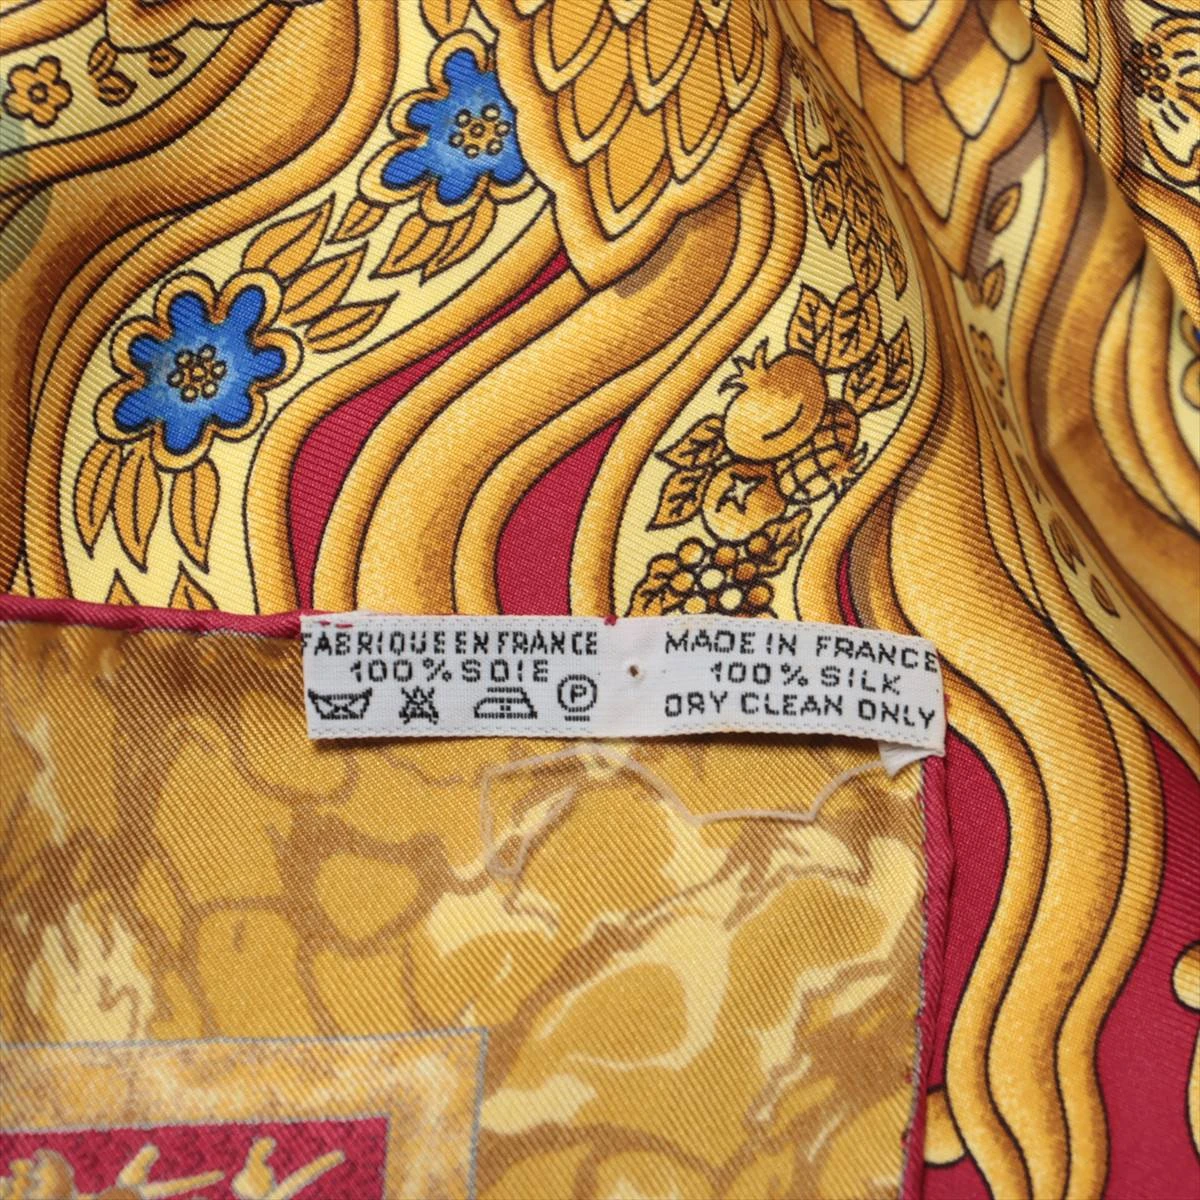 FABRIQUE EN FRANCE
100% SOIE
P
MADE IN FRANCE
100% SILK
DRY CLEAN ONLY